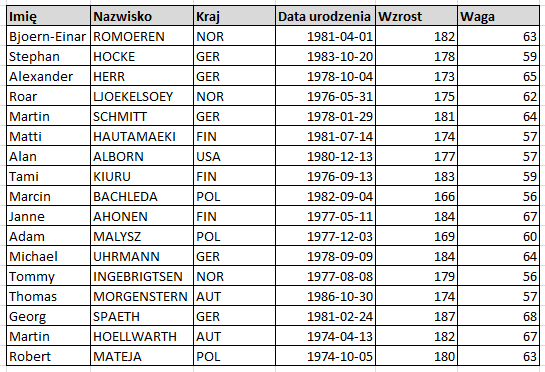 Imię Nazwisko Kraj Data urodzenia Wzrost Waga
Bjoern-Einar ROMOEREN NOR 1981-04-01 182 63
Stephan HOCKE GER 1983-10-20 178 59
Alexander HERR GER 1978-10-04 173 65
Roar LJOEKELSOEY NOR 1976-05-31 175 62
Martin SCHMITT GER 1978-01-29 181 64
Matti HAUTAMAEKI FIN 1981-07-14 174 57
Alan ALBORN USA 1980-12-13 177 57
Tami KIURU FIN 1976-09-13 183 59
Marcin BACHLEDA POL 1982-09-04 166 56
Janne AHONEN FIN 1977-05-11 184 67
Adam MALYSZ POL 1977-12-03 169 60
Michael UHRMANN GER 1978-09-09 184 64
Tommy INGEBRIGTSEN NOR 1977-08-08 179 56
Thomas MORGENSTERN AUT 1986-10-30 174 57
Georg SPAETH GER 1981-02-24 187 68
Martin HOELLWARTH AUT 1974-04-13 182 67
Robert MATEJA POL 1974-10-05 180 63